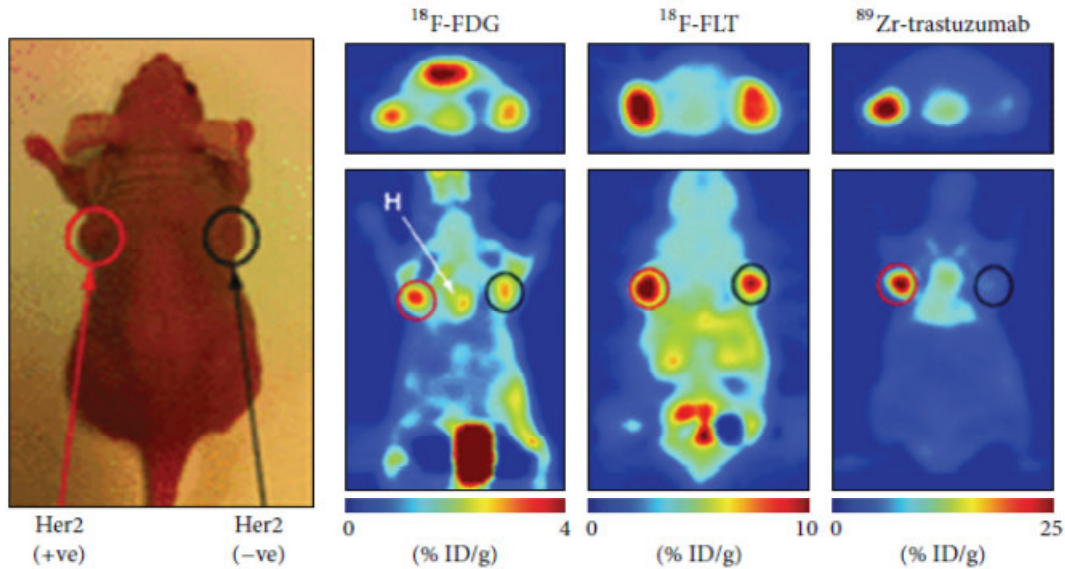 ¹⁸F-FDG
¹⁸F-FLT
⁸⁹Zr-trastuzumab
H
Her2
(+ve)
Her2
(−ve)
0 4
(% ID/g)
0 10
(% ID/g)
0 25
(% ID/g)